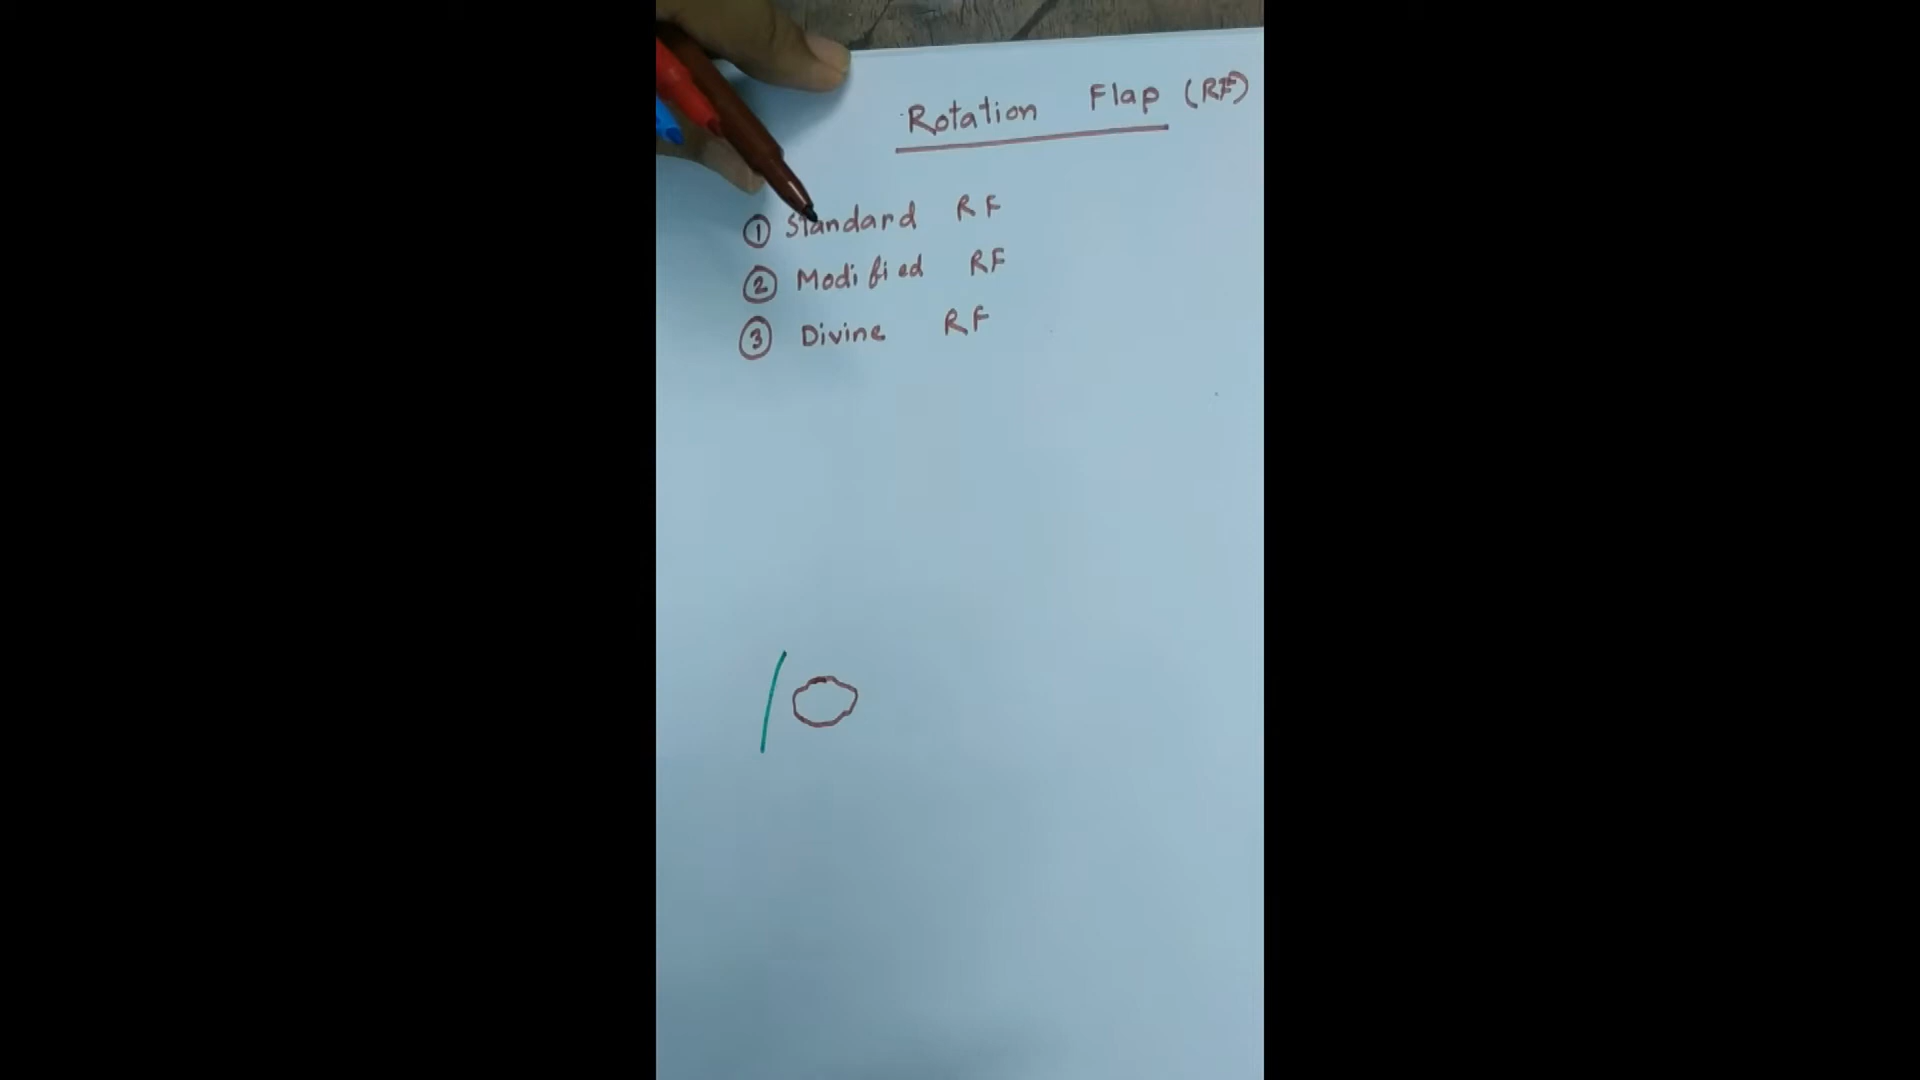 Rotation Flap (RF)
① Standard RF
② Modified RF
③ Divine RF